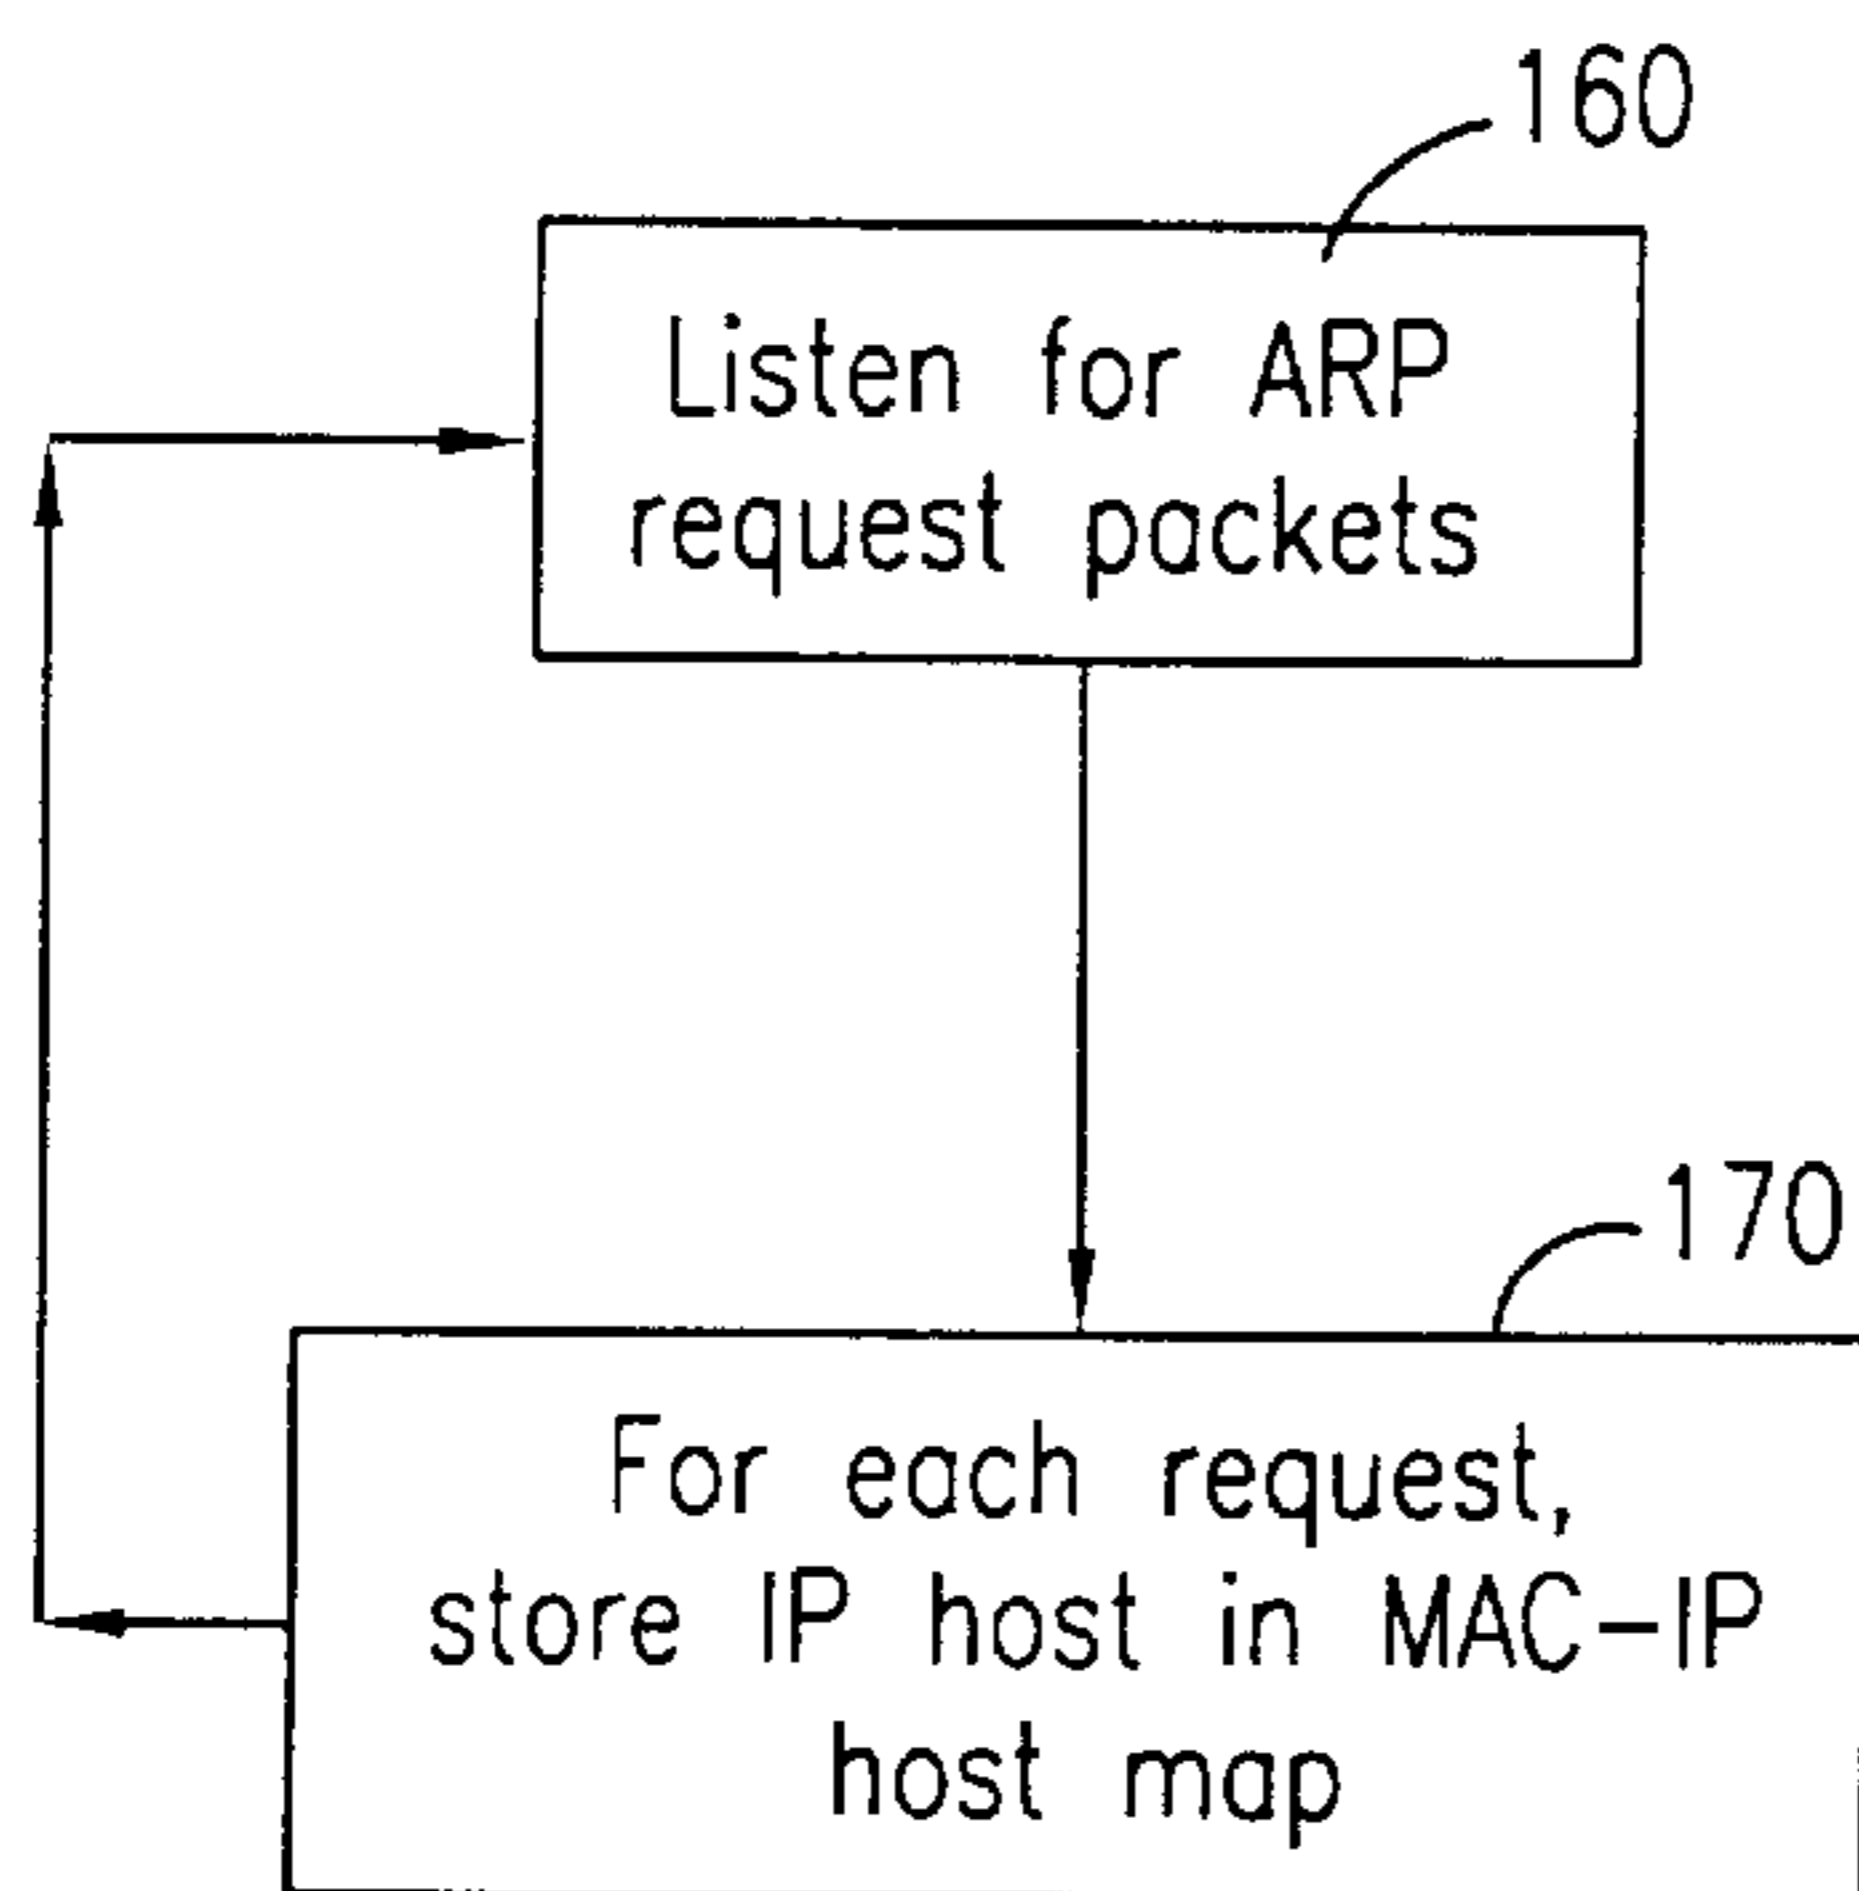 160
Listen for ARP
request packets
170
For each request,
store IP host in MAC-IP
host map